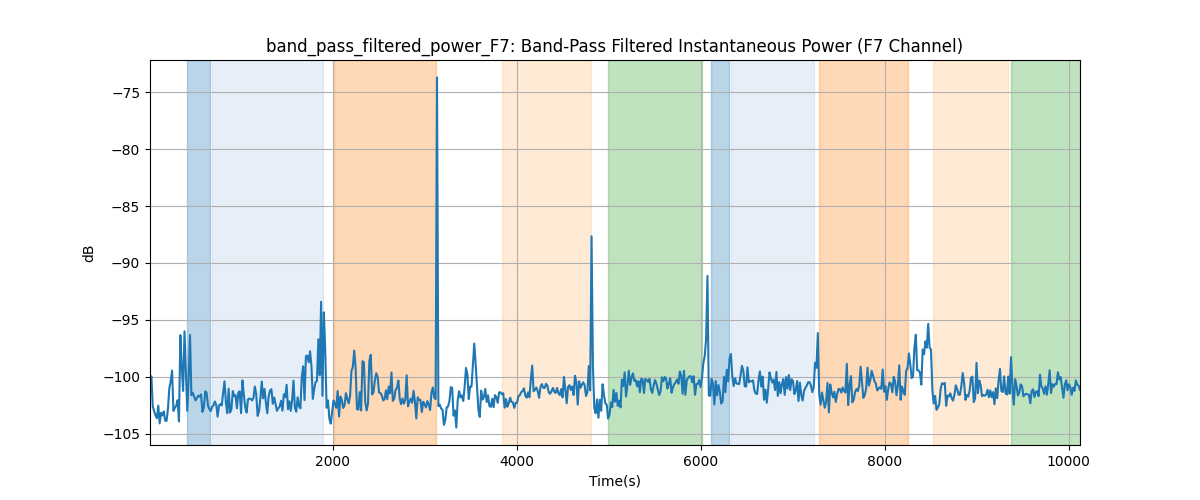 band_pass_filtered_power_F7: Band-Pass Filtered Instantaneous Power (F7 Channel)
−75
−80
−85
−90
−95
−100
−105
dB
2000 4000 6000 8000 10000
Time(s)